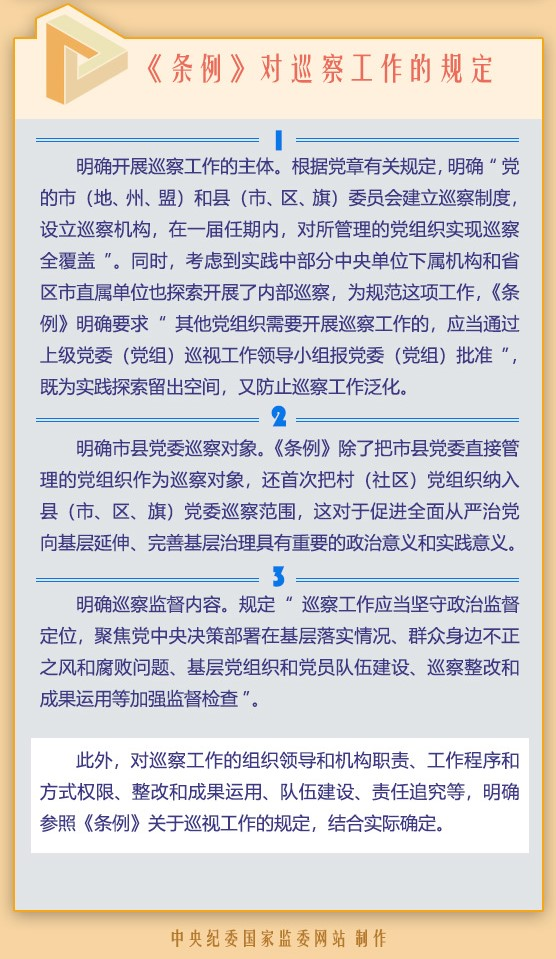 《条例》对巡察工作的规定
1
明确开展巡察工作的主体。根据党章有关规定，明确“党
的市（地、州、盟）和县（市、区、旗）委员会建立巡察制度，
设立巡察机构，在一届任期内，对所管理的党组织实现巡察
全覆盖”。同时，考虑到实践中部分中央单位下属机构和省
区市直属单位也探索开展了内部巡察，为规范这项工作，《条
例》明确要求“其他党组织需要开展巡察工作的，应当通过
上级党委（党组）巡视工作领导小组报党委（党组）批准”，
既为实践探索留出空间，又防止巡察工作泛化。
2
明确市县党委巡察对象。《条例》除了把市县党委直接管
理的党组织作为巡察对象，还首次把村（社区）党组织纳入
县（市、区、旗）党委巡察范围，这对于促进全面从严治党
向基层延伸、完善基层治理具有重要的政治意义和实践意义。
3
明确巡察监督内容。规定“巡察工作应当坚守政治监督
定位，聚焦党中央决策部署在基层落实情况、群众身边不正
之风和腐败问题、基层党组织和党员队伍建设、巡察整改和
成果运用等加强监督检查”。
此外，对巡察工作的组织领导和机构职责、工作程序和
方式权限、整改和成果运用、队伍建设、责任追究等，明确
参照《条例》关于巡视工作的规定，结合实际确定。
中央纪委国家监委网站 制作